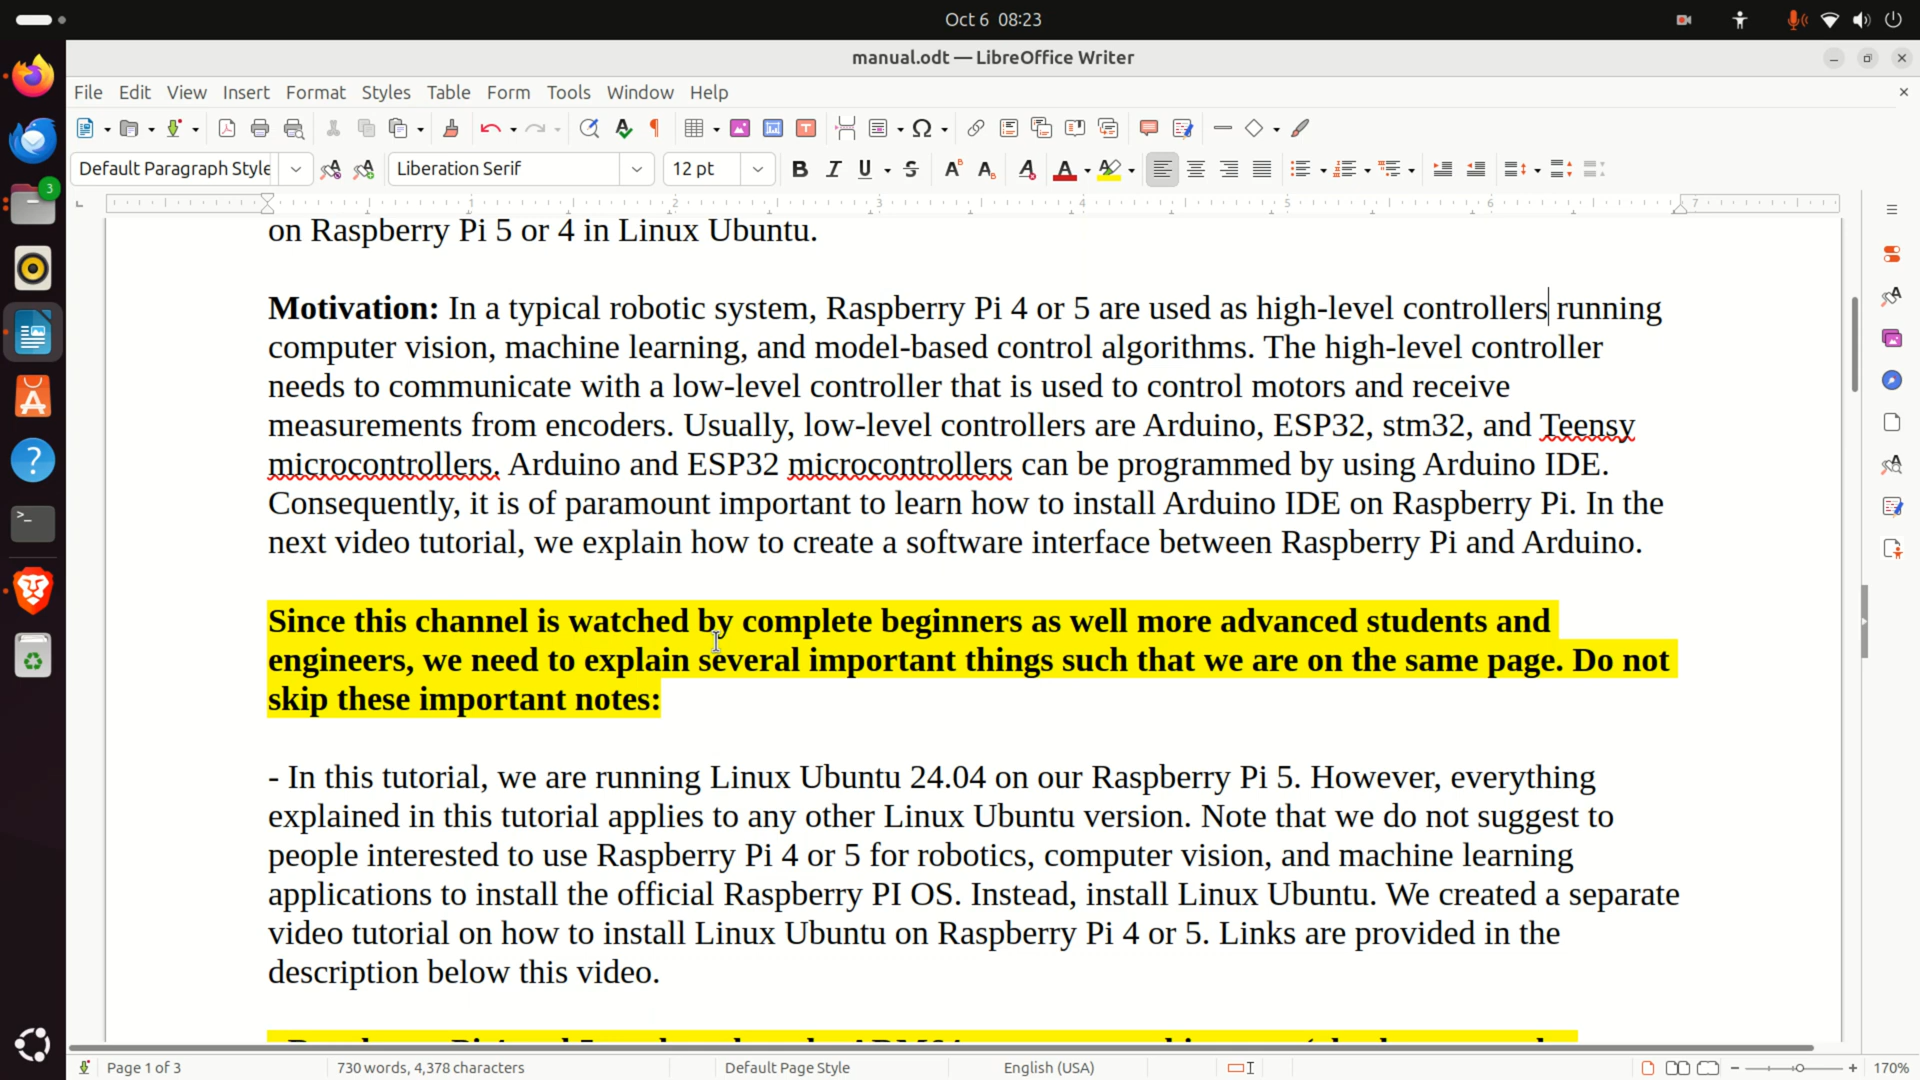 Oct 6 08:23
manual.odt — LibreOffice Writer
File Edit View Insert Format Styles Table Form Tools Window Help
Default Paragraph Style Liberation Serif 12 pt
1 2 3 4 5 6 7
on Raspberry Pi 5 or 4 in Linux Ubuntu.
Motivation: In a typical robotic system, Raspberry Pi 4 or 5 are used as high-level controllers running
computer vision, machine learning, and model-based control algorithms. The high-level controller
needs to communicate with a low-level controller that is used to control motors and receive
measurements from encoders. Usually, low-level controllers are Arduino, ESP32, stm32, and Teensy
microcontrollers. Arduino and ESP32 microcontrollers can be programmed by using Arduino IDE.
Consequently, it is of paramount important to learn how to install Arduino IDE on Raspberry Pi. In the
next video tutorial, we explain how to create a software interface between Raspberry Pi and Arduino.
Since this channel is watched by complete beginners as well more advanced students and
engineers, we need to explain several important things such that we are on the same page. Do not
skip these important notes:
- In this tutorial, we are running Linux Ubuntu 24.04 on our Raspberry Pi 5. However, everything
explained in this tutorial applies to any other Linux Ubuntu version. Note that we do not suggest to
people interested to use Raspberry Pi 4 or 5 for robotics, computer vision, and machine learning
applications to install the official Raspberry PI OS. Instead, install Linux Ubuntu. We created a separate
video tutorial on how to install Linux Ubuntu on Raspberry Pi 4 or 5. Links are provided in the
description below this video.
Page 1 of 3 730 words, 4,378 characters Default Page Style English (USA) 170%